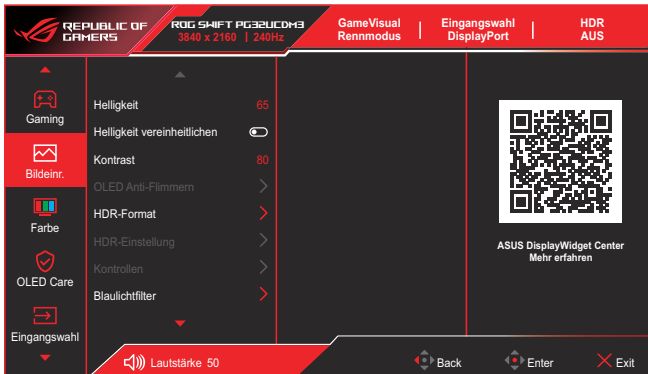 REPUBLIC OF
GAMERS
ROG SWIFT PG32UCDM3
3840 x 2160 | 240Hz
GameVisual
Rennmodus
Eingangswahl
DisplayPort
HDR
AUS
Gaming
Bildeinr.
Farbe
OLED Care
Eingangswahl
Helligkeit 65
Helligkeit vereinheitlichen
Kontrast 80
OLED Anti-Flimmern
HDR-Format
HDR-Einstellung
Kontrollen
Blaulichtfilter
ASUS DisplayWidget Center
Mehr erfahren
Lautstärke 50
Back
Enter
Exit